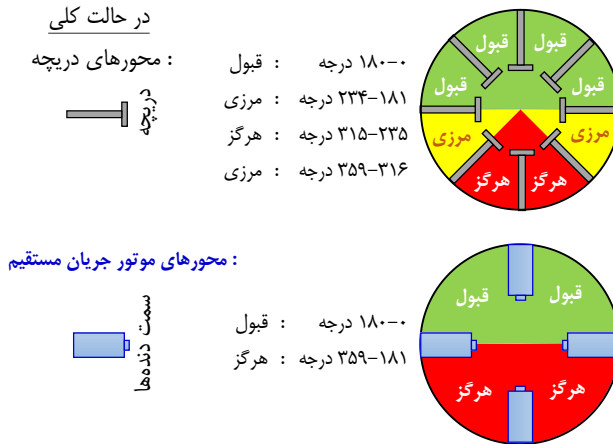 در حالت کلی
محورهای دریچه :
دریچه
۰-۱۸۰ درجه : قبول
۱۸۱-۲۳۴ درجه : مرزی
۲۳۵-۳۱۵ درجه : هرگز
۳۱۶-۳۵۹ درجه : مرزی
قبول قبول
قبول قبول
مرزی مرزی
هرگز هرگز
محورهای موتور جریان مستقیم :
سمت دنده‌ها
۰-۱۸۰ درجه : قبول
۱۸۱-۳۵۹ درجه : هرگز
قبول قبول
هرگز هرگز